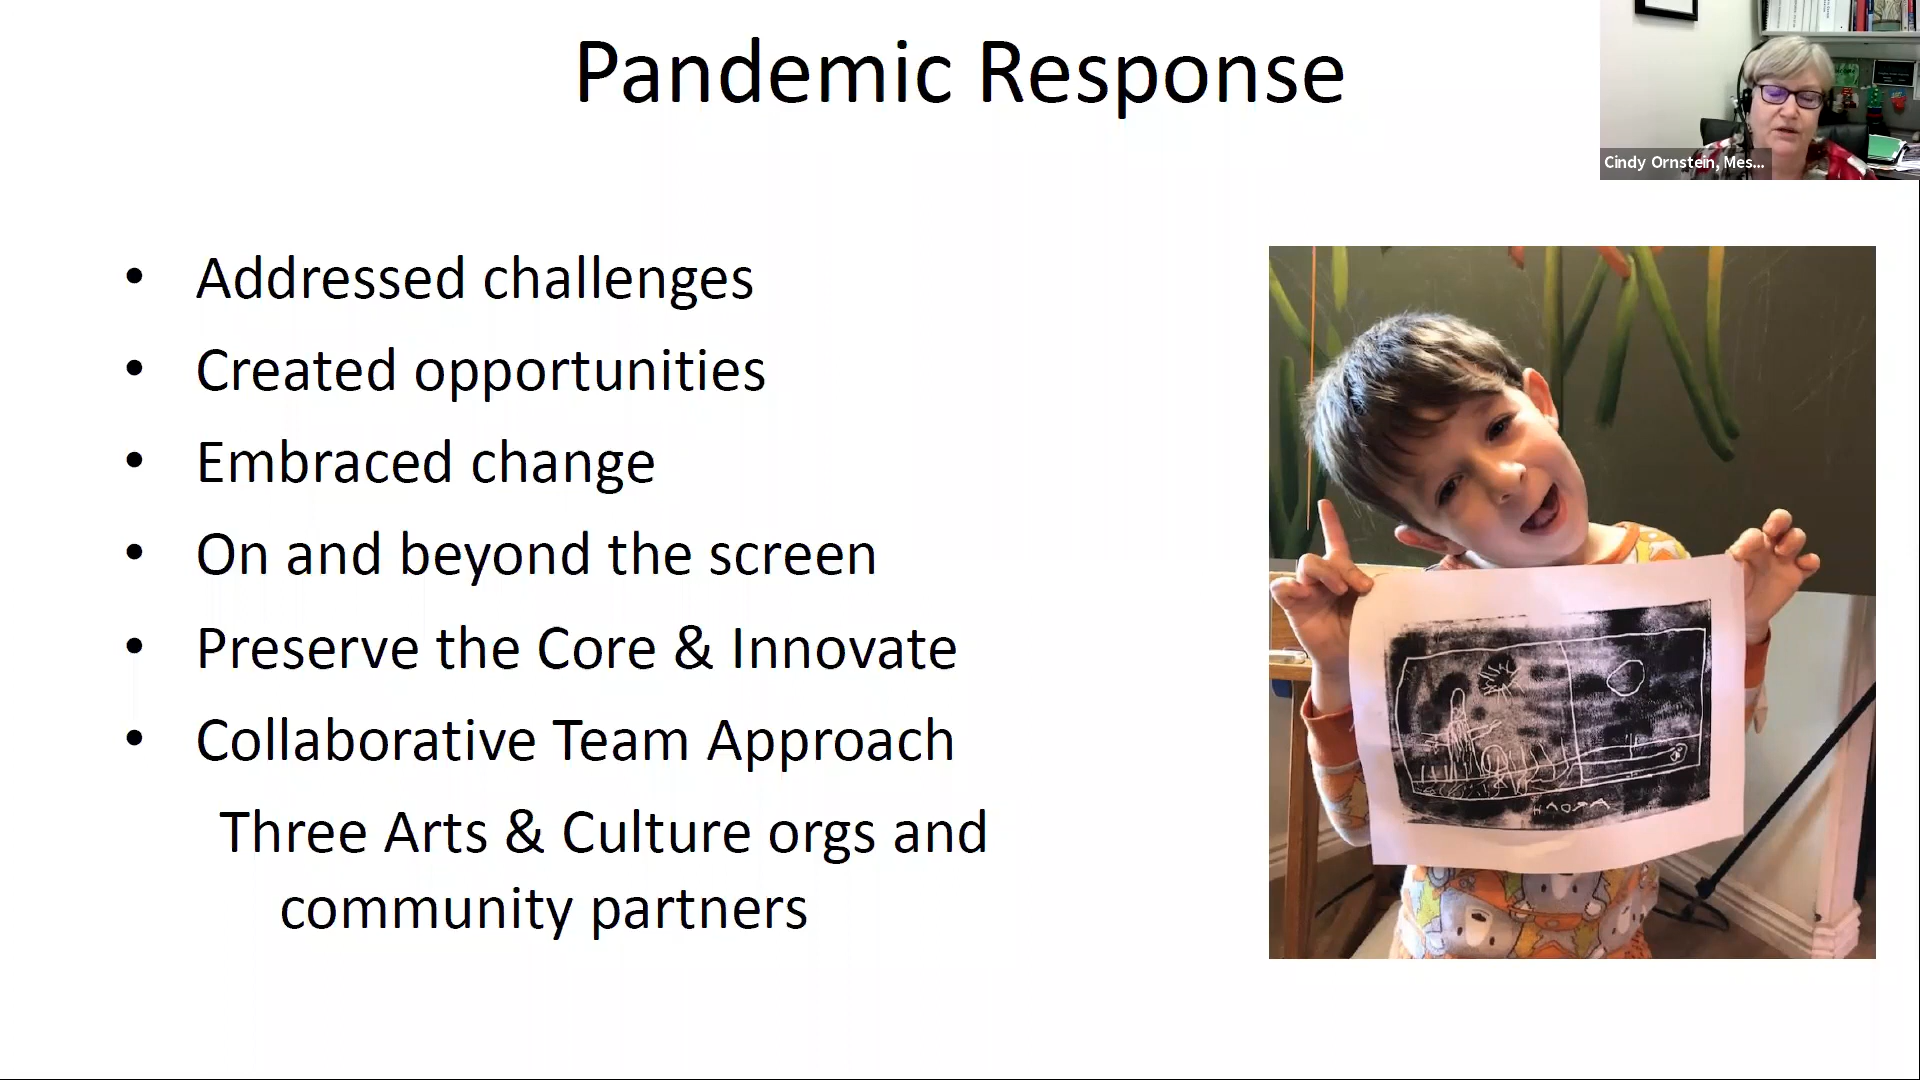 Pandemic Response
Cindy Ornstein, Mes...
• Addressed challenges
• Created opportunities
• Embraced change
• On and beyond the screen
• Preserve the Core & Innovate
• Collaborative Team Approach
Three Arts & Culture orgs and
community partners